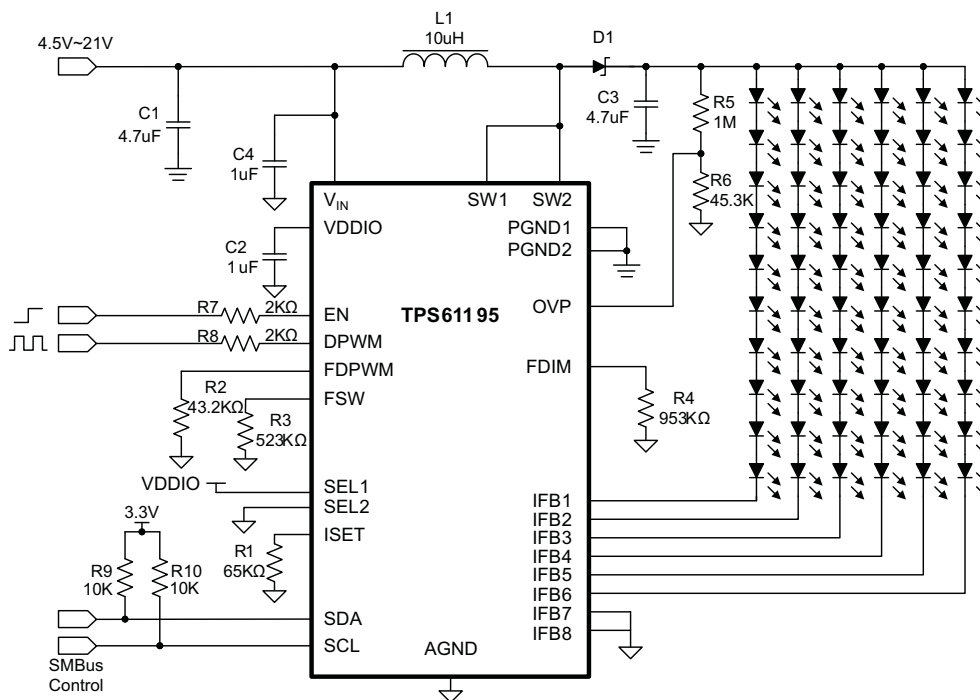 4.5V~21V
L1
10uH
D1
C1
4.7uF
C4
1uF
C3
4.7uF
R5
1M
R6
45.3K
VIN
SW1
SW2
VDDIO
PGND1
PGND2
C2
1uF
OVP
R7
2KΩ
EN
TPS61195
R8
2KΩ
DPWM
FDPWM
FDIM
R2
43.2KΩ
FSW
R3
523KΩ
R4
953KΩ
VDDIO
SEL1
SEL2
3.3V
ISET
R1
65KΩ
R9
10K
R10
10K
IFB1
IFB2
IFB3
IFB4
IFB5
IFB6
IFB7
IFB8
SDA
SCL
AGND
SMBus
Control